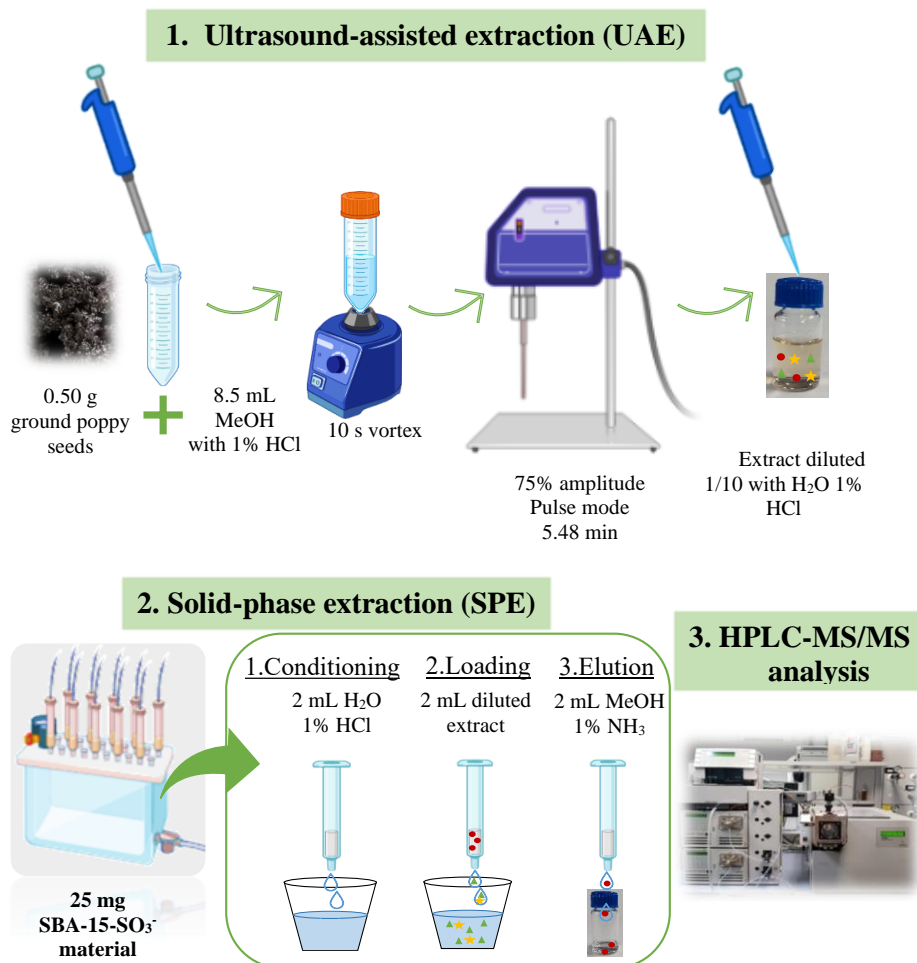 1. Ultrasound-assisted extraction (UAE)
0.50 g
ground poppy
seeds
8.5 mL
MeOH
with 1% HCl
10 s vortex
75% amplitude
Pulse mode
5.48 min
Extract diluted
1/10 with H₂O 1%
HCl
2. Solid-phase extraction (SPE)
25 mg
SBA-15-SO₃⁻
material
1.Conditioning
2 mL H₂O
1% HCl
2.Loading
2 mL diluted
extract
3.Elution
2 mL MeOH
1% NH₃
3. HPLC-MS/MS
analysis